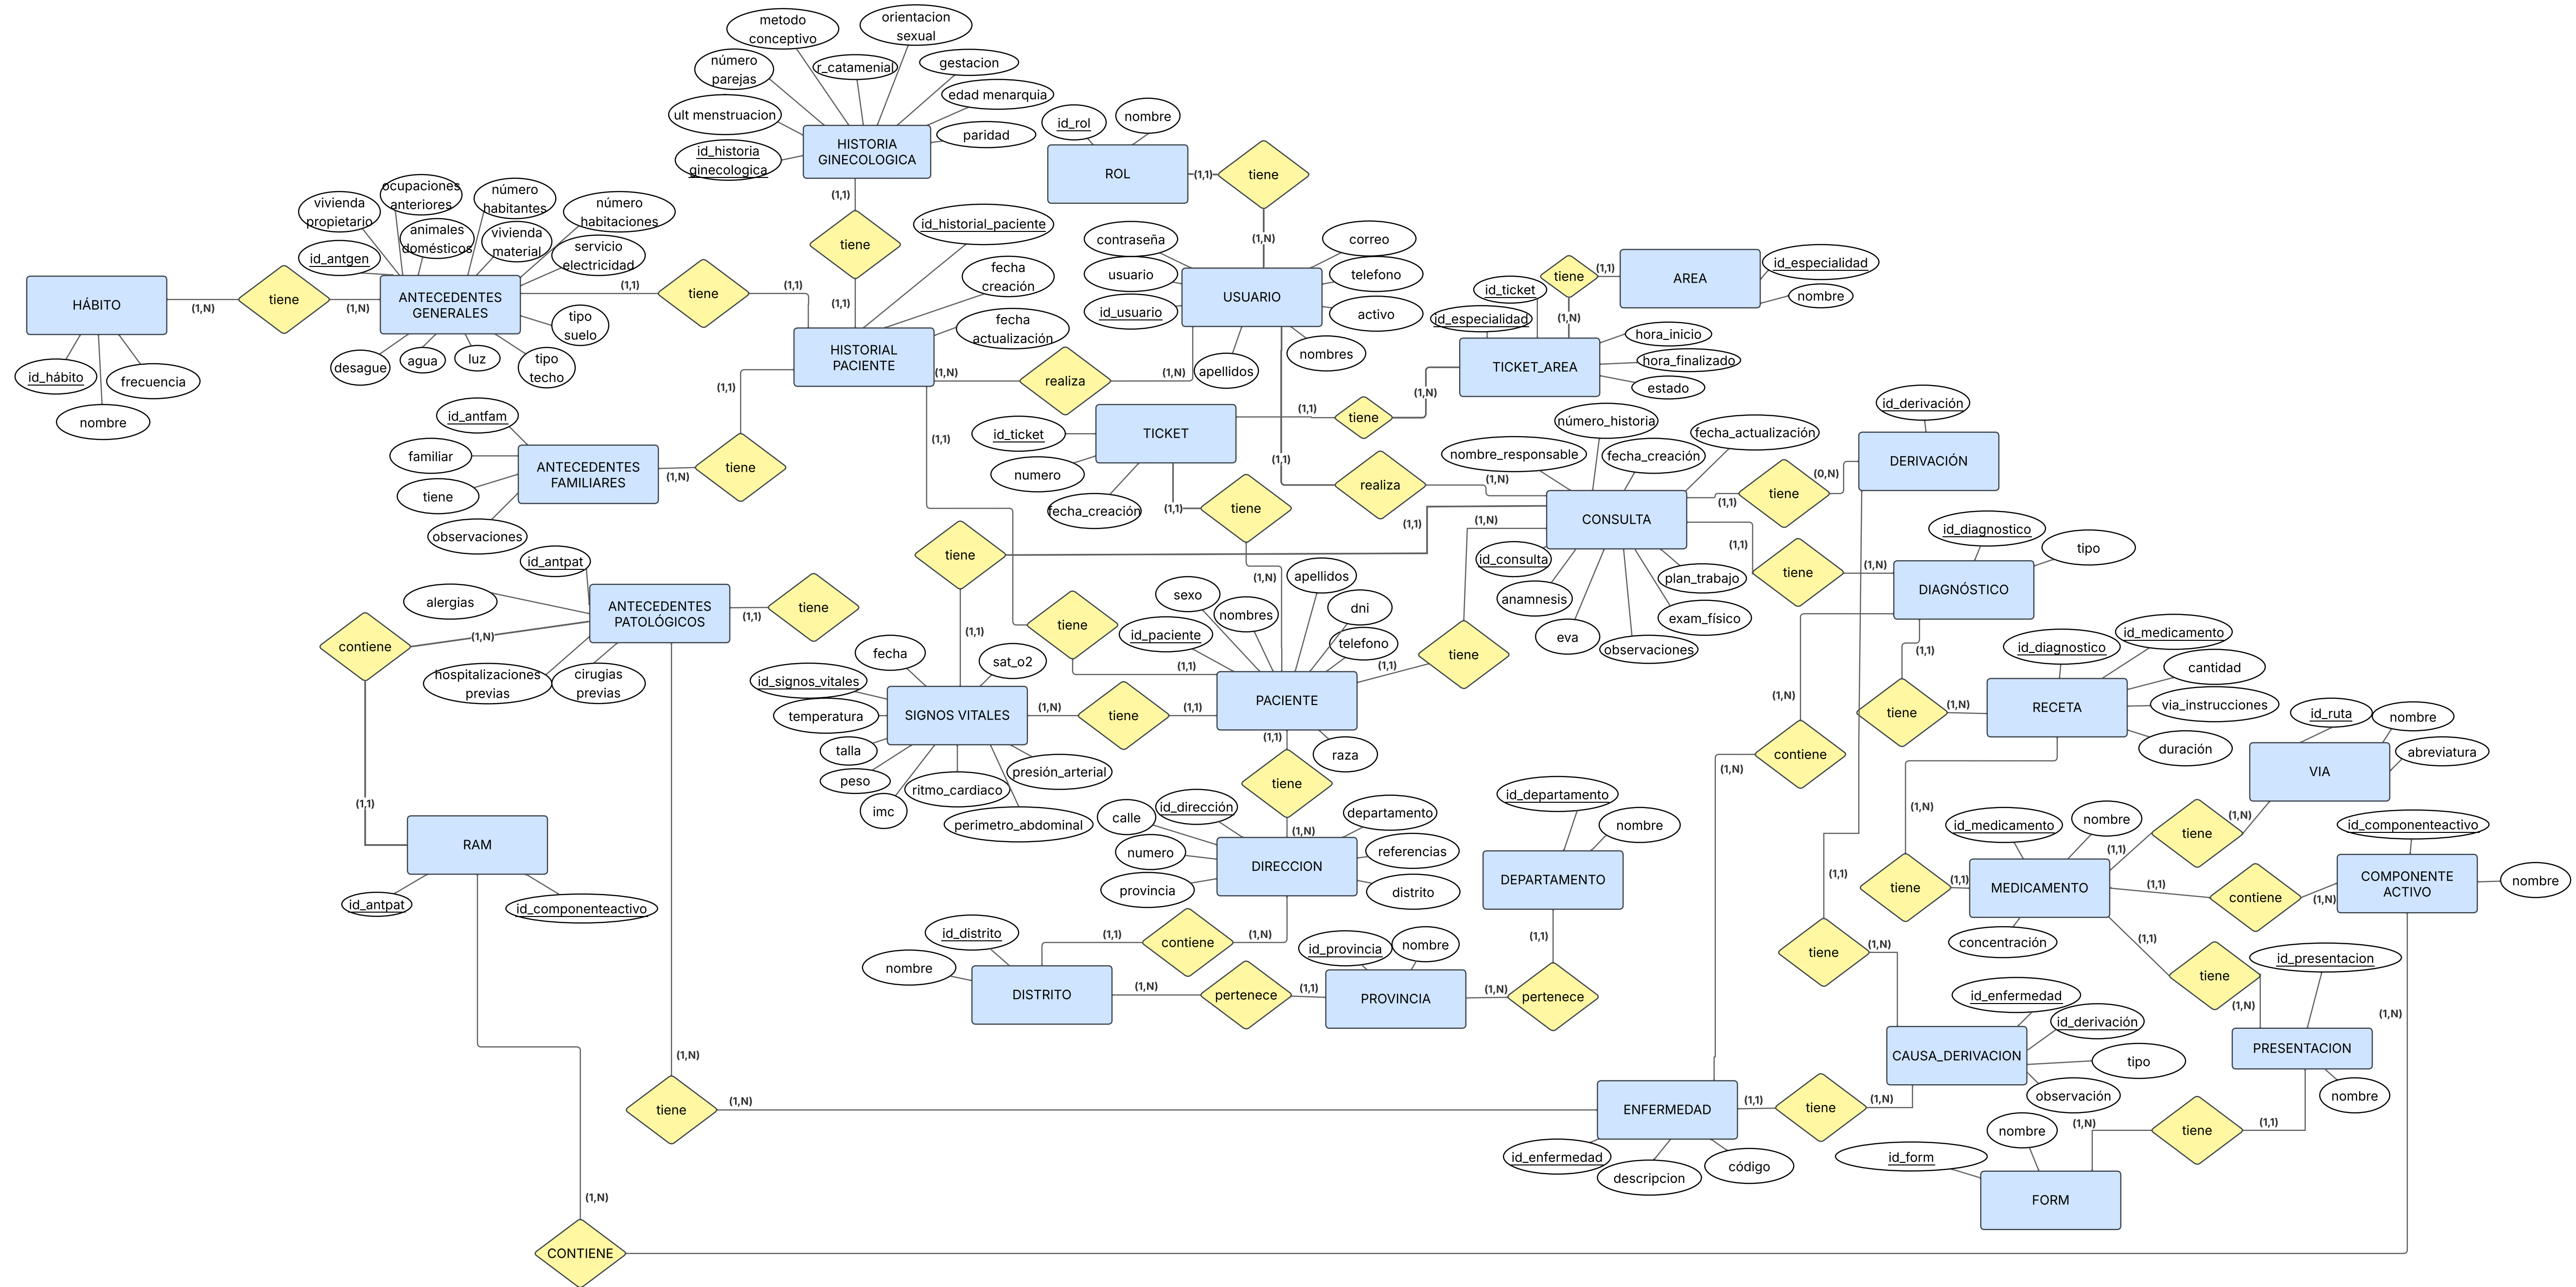 metodo
conceptivo
orientacion
sexual
número
parejas
r_catamenial
gestacion
ult menstruacion
edad menarquia
paridad
id_historia
ginecologica
HISTORIA
GINECOLOGICA
(1,1)
tiene
(1,1)
id_rol
nombre
ROL
(1,1)
tiene
(1,N)
vivienda
propietario
ocupaciones
anteriores
número
habitantes
número
habitaciones
animales
domésticos
vivienda
material
servicio
electricidad
id_antgen
HÁBITO
(1,N)
tiene
(1,N)
ANTECEDENTES
GENERALES
(1,1)
tiene
(1,1)
tipo
suelo
desague
agua
luz
tipo
techo
id_hábito
frecuencia
nombre
id_historial_paciente
fecha
creación
fecha
actualización
HISTORIAL
PACIENTE
(1,N)
realiza
(1,N)
contraseña
usuario
id_usuario
USUARIO
correo
telefono
activo
nombres
apellidos
tiene
(1,1)
AREA
id_especialidad
nombre
(1,N)
id_ticket
id_especialidad
TICKET_AREA
hora_inicio
hora_finalizado
estado
(1,1)
id_antfam
familiar
tiene
observaciones
ANTECEDENTES
FAMILIARES
(1,N)
tiene
(1,1)
id_ticket
numero
fecha_creación
TICKET
(1,1)
tiene
(1,N)
(1,1)
tiene
(1,N)
(1,1)
realiza
(1,N)
número_historia
nombre_responsable
fecha_creación
fecha_actualización
CONSULTA
(1,1)
tiene
(0,N)
id_derivación
DERIVACIÓN
(1,1)
(1,N)
id_consulta
anamnesis
eva
observaciones
exam_físico
plan_trabajo
(1,1)
tiene
(1,N)
id_diagnostico
tipo
DIAGNÓSTICO
tiene
(1,1)
id_antpat
alergias
ANTECEDENTES
PATOLÓGICOS
(1,1)
tiene
contiene
(1,N)
hospitalizaciones
previas
cirugias
previas
fecha
sat_o2
id_signos_vitales
temperatura
talla
peso
imc
ritmo_cardiaco
presión_arterial
perimetro_abdominal
SIGNOS VITALES
(1,N)
tiene
(1,1)
tiene
(1,1)
sexo
apellidos
nombres
dni
id_paciente
telefono
PACIENTE
raza
(1,1)
tiene
(1,1)
tiene
(1,N)
(1,N)
contiene
(1,N)
(1,1)
tiene
(1,N)
id_diagnostico
id_medicamento
cantidad
via_instrucciones
duración
RECETA
id_ruta
nombre
abreviatura
VIA
(1,1)
RAM
id_antpat
id_componenteactivo
calle
id_dirección
departamento
numero
referencias
provincia
distrito
DIRECCION
id_departamento
nombre
DEPARTAMENTO
(1,N)
tiene
(1,1)
id_medicamento
nombre
MEDICAMENTO
concentración
(1,1)
tiene
(1,N)
(1,1)
contiene
(1,N)
id_componenteactivo
COMPONENTE
ACTIVO
nombre
id_distrito
nombre
DISTRITO
(1,1)
contiene
(1,N)
(1,N)
pertenece
(1,1)
id_provincia
nombre
PROVINCIA
(1,N)
pertenece
(1,1)
(1,1)
tiene
(1,N)
(1,1)
tiene
(1,N)
id_presentacion
PRESENTACION
nombre
(1,N)
(1,N)
tiene
(1,N)
id_enfermedad
id_derivación
tipo
observación
CAUSA_DERIVACION
ENFERMEDAD
(1,1)
tiene
(1,N)
id_enfermedad
descripcion
código
(1,N)
tiene
(1,1)
nombre
id_form
FORM
(1,N)
CONTIENE